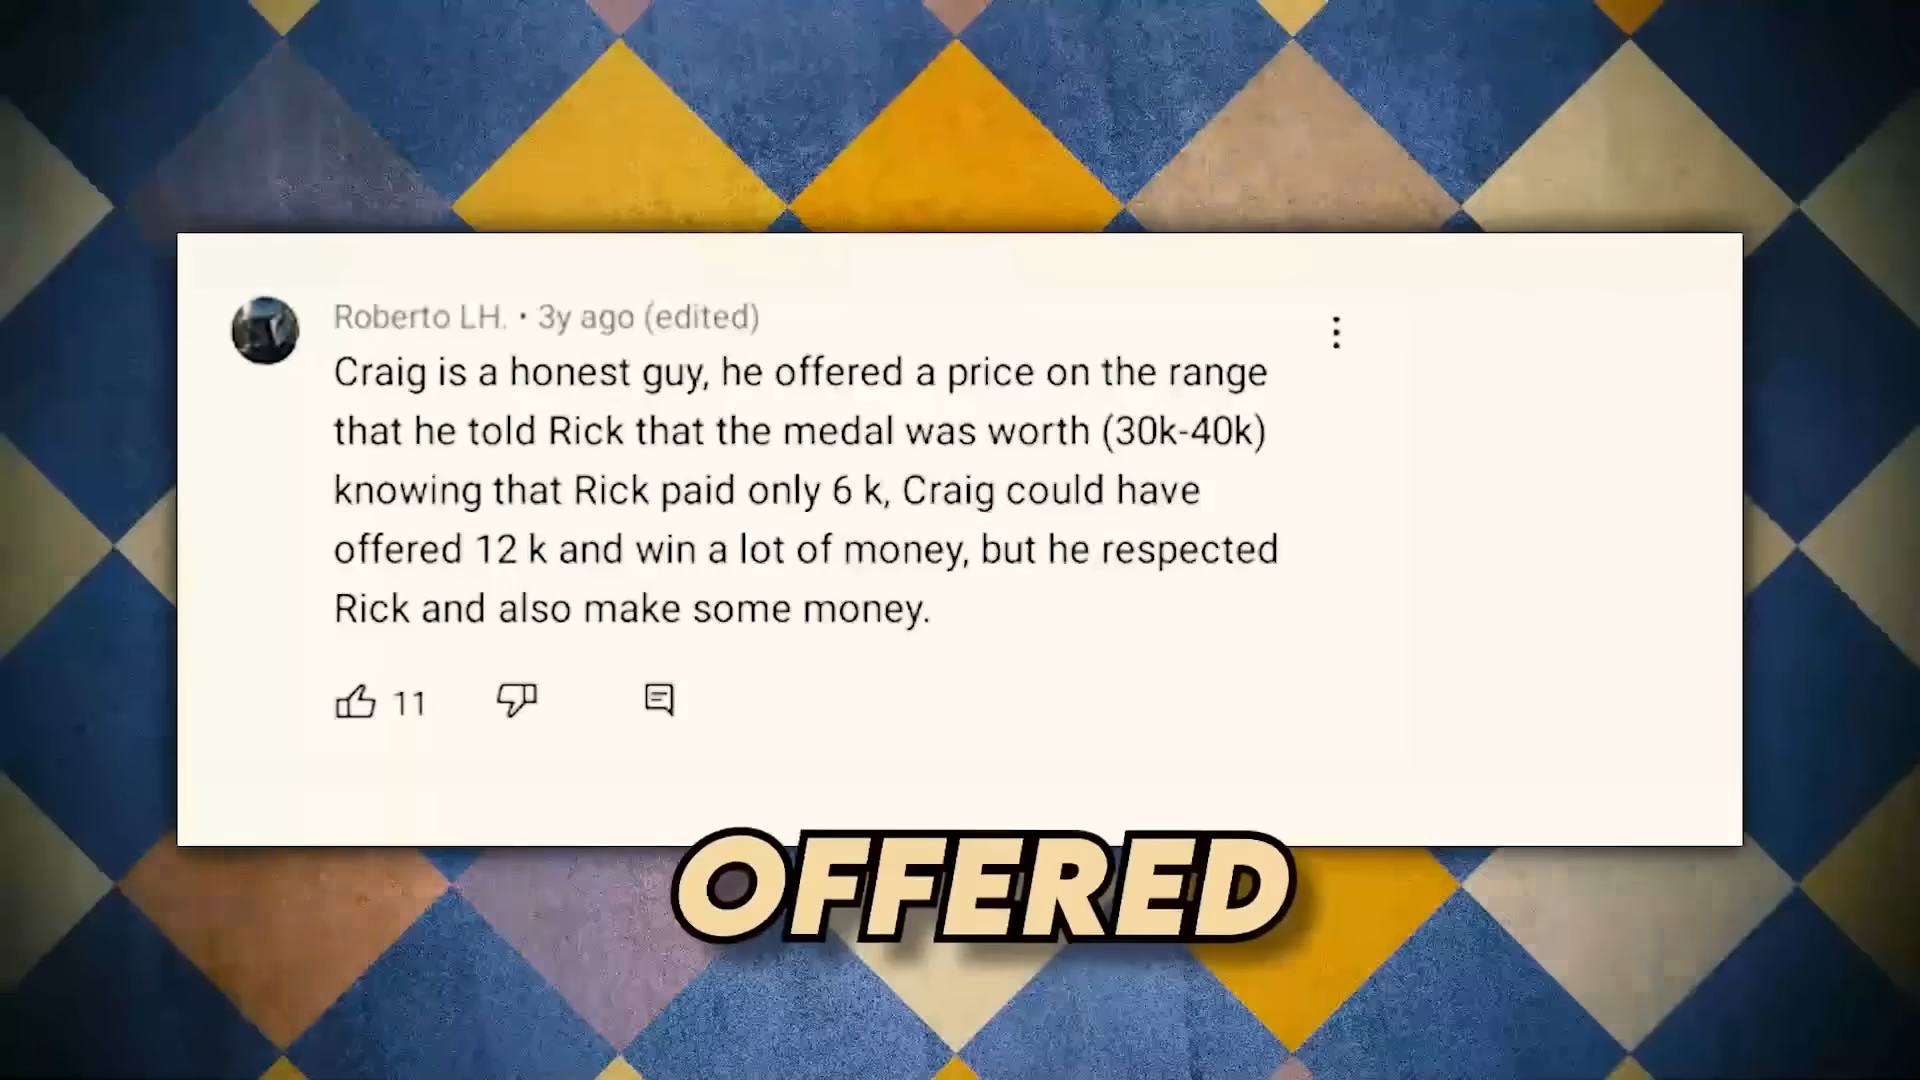 Roberto LH. • 3y ago (edited)
Craig is a honest guy, he offered a price on the range
that he told Rick that the medal was worth (30k-40k)
knowing that Rick paid only 6 k, Craig could have
offered 12 k and win a lot of money, but he respected
Rick and also make some money.
11
OFFERED